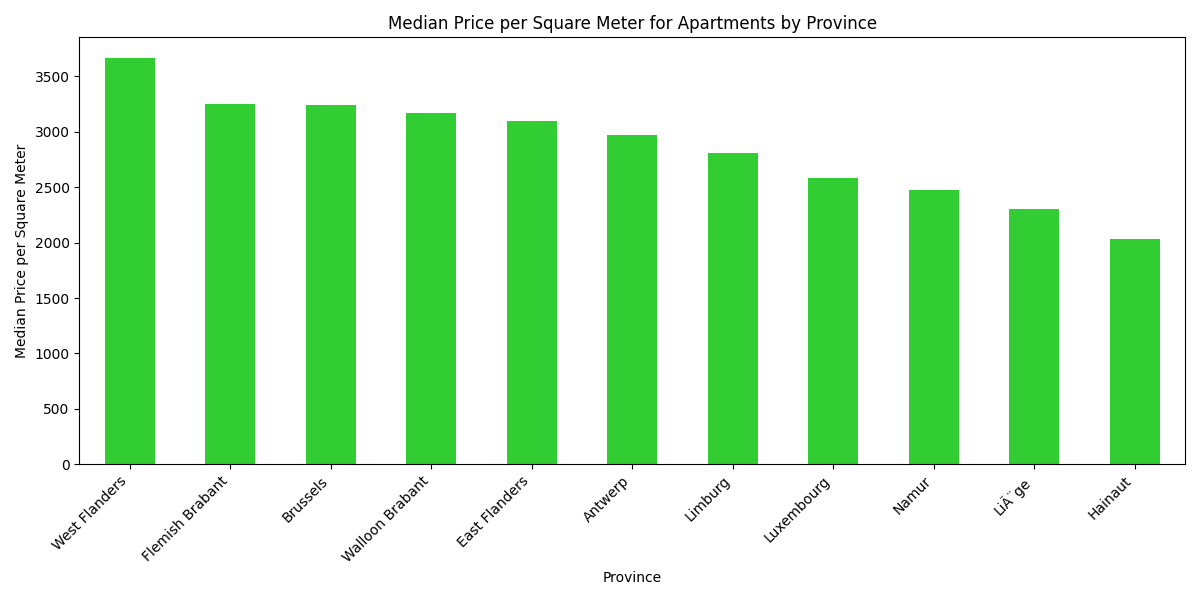 Median Price per Square Meter for Apartments by Province
Median Price per Square Meter
3500
3000
2500
2000
1500
1000
500
0
West Flanders
Flemish Brabant
Brussels
Walloon Brabant
East Flanders
Antwerp
Limburg
Luxembourg
Namur
LiÃ¨ge
Hainaut
Province